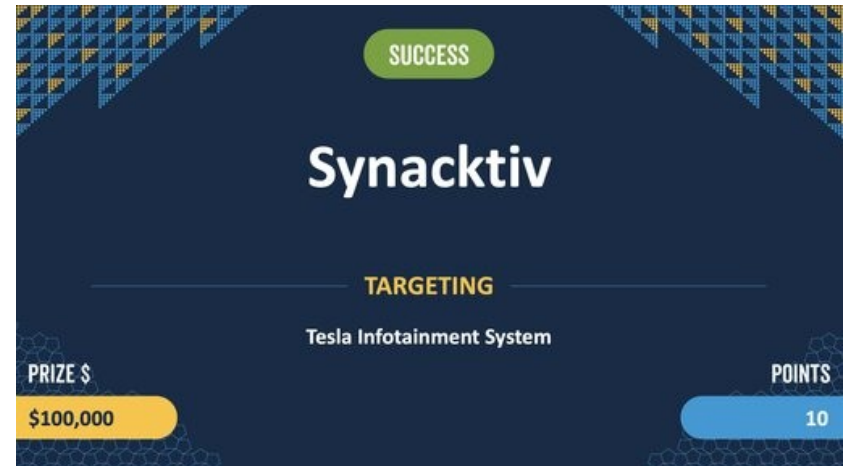 SUCCESS
Synacktiv
TARGETING
Tesla Infotainment System
PRIZE $
$100,000
POINTS
10